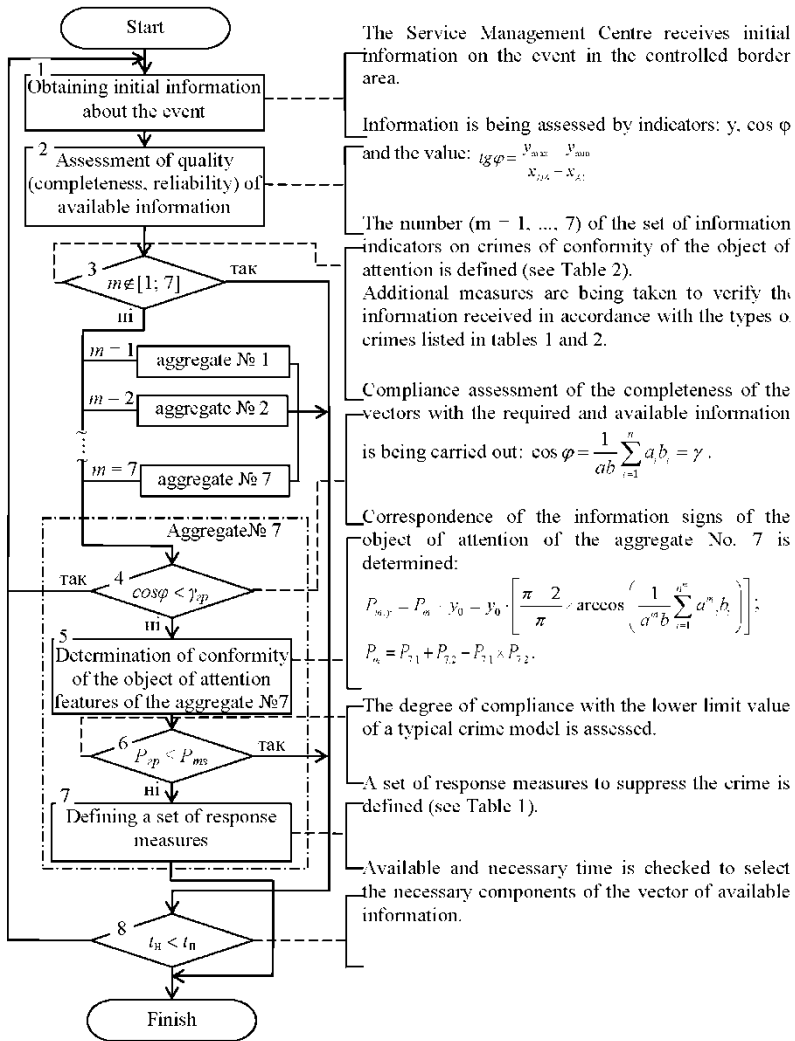 Start
1
Obtaining initial information
about the event
2
Assessment of quality
(completeness, reliability) of
available information
3
m∉[1; 7]
так
ні
m = 1
aggregate № 1
m – 2
aggregate № 2
m = 7
aggregate № 7
Aggregate№ 7
так
4
cosφ < γгр
ні
5
Determination of conformity
of the object of attention
features of the aggregate №7
6
Pгр < Pmз
так
ні
7
Defining a set of response
measures
8
tн < tп
Finish
The Service Management Centre receives initial
information on the event in the controlled border
area.
Information is being assessed by indicators: y, cos φ
and the value: tgφ =
The number (m = 1, ..., 7) of the set of information
indicators on crimes of conformity of the object of
attention is defined (see Table 2).
Additional measures are being taken to verify the
information received in accordance with the types o
crimes listed in tables 1 and 2.
Compliance assessment of the completeness of the
vectors with the required and available information
is being carried out: cos φ = 1/ab ∑ⁿᵢ₌₁ aᵢbᵢ = γ .
Correspondence of the information signs of the
object of attention of the aggregate No. 7 is
determined:
The degree of compliance with the lower limit value
of a typical crime model is assessed.
A set of response measures to suppress the crime is
defined (see Table 1).
Available and necessary time is checked to select
the necessary components of the vector of available
information.